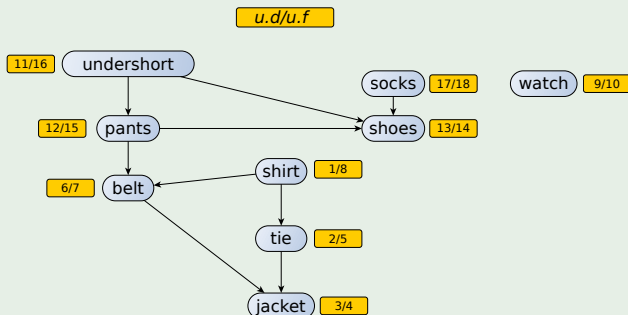 u.d/u.f
11/16 undershort
socks 17/18 watch 9/10
12/15 pants shoes 13/14
shirt 1/8
6/7 belt
tie 2/5
jacket 3/4